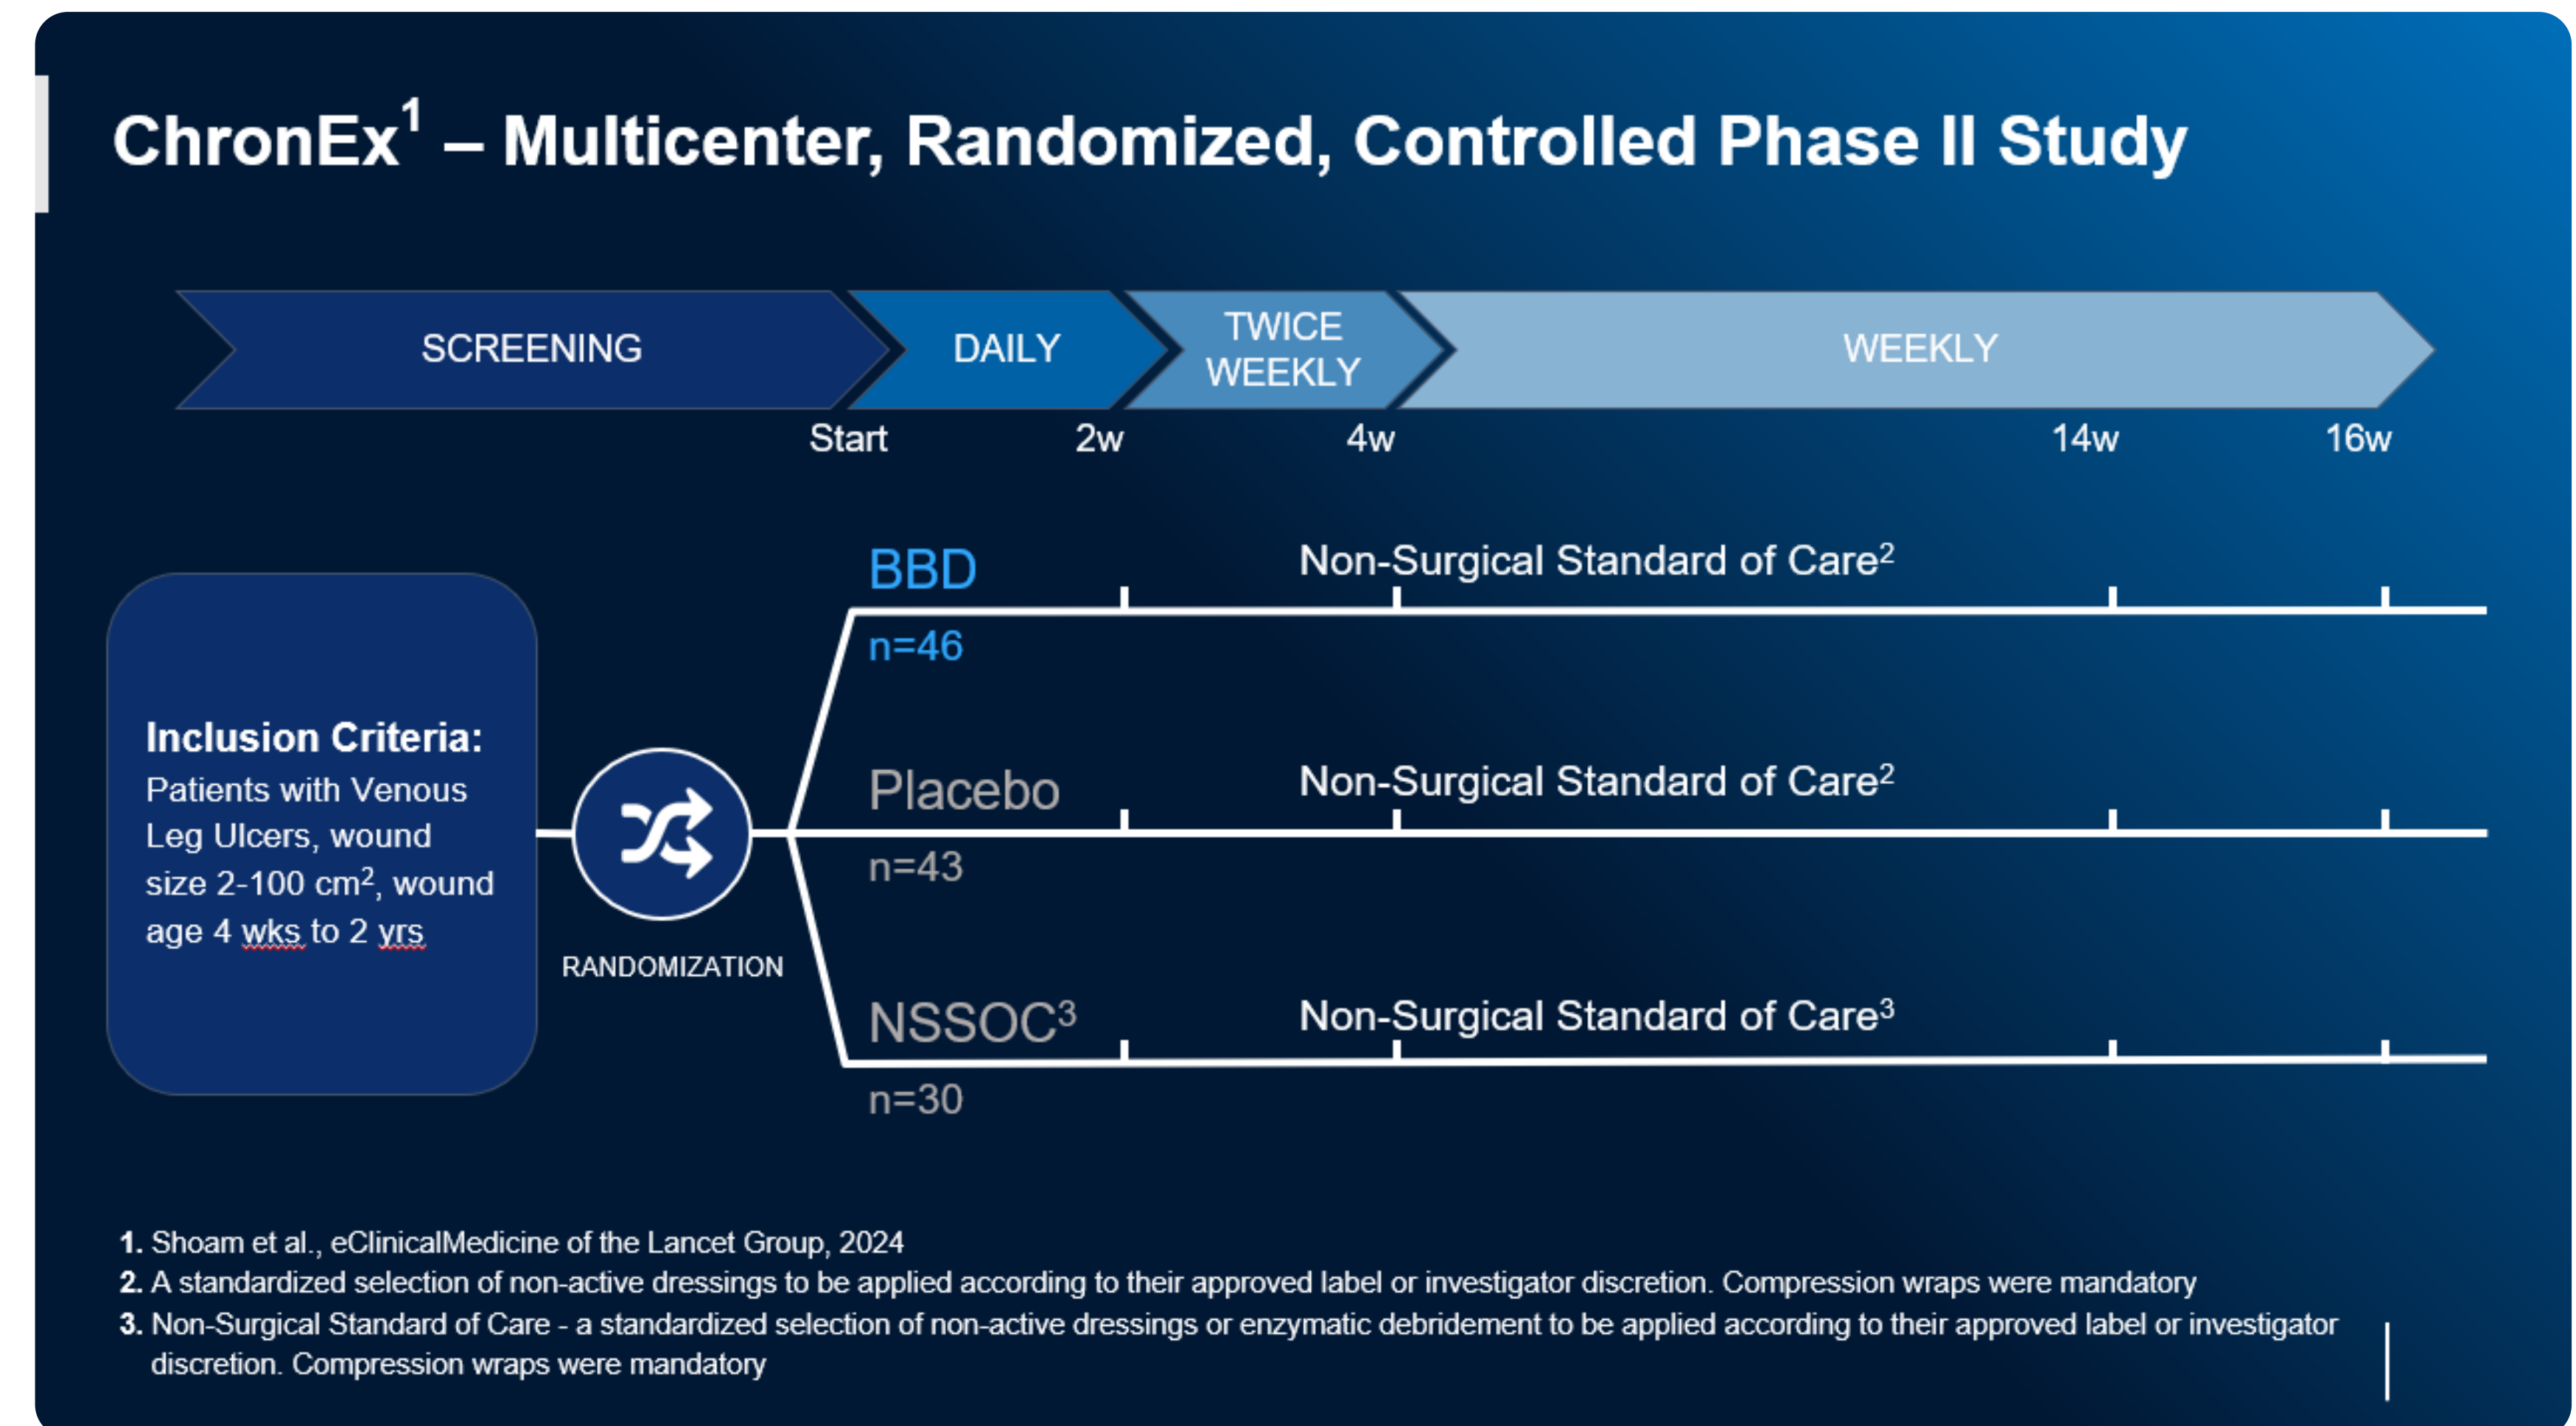 ChronEx¹ – Multicenter, Randomized, Controlled Phase II Study
SCREENING
DAILY
TWICE
WEEKLY
WEEKLY
Start
2w
4w
14w
16w
Inclusion Criteria:
Patients with Venous
Leg Ulcers, wound
size 2-100 cm², wound
age 4 wks to 2 yrs
RANDOMIZATION
BBD
n=46
Non-Surgical Standard of Care²
Placebo
n=43
Non-Surgical Standard of Care²
NSSOC³
n=30
Non-Surgical Standard of Care³
1. Shoam et al., eClinicalMedicine of the Lancet Group, 2024
2. A standardized selection of non-active dressings to be applied according to their approved label or investigator discretion. Compression wraps were mandatory
3. Non-Surgical Standard of Care - a standardized selection of non-active dressings or enzymatic debridement to be applied according to their approved label or investigator
discretion. Compression wraps were mandatory